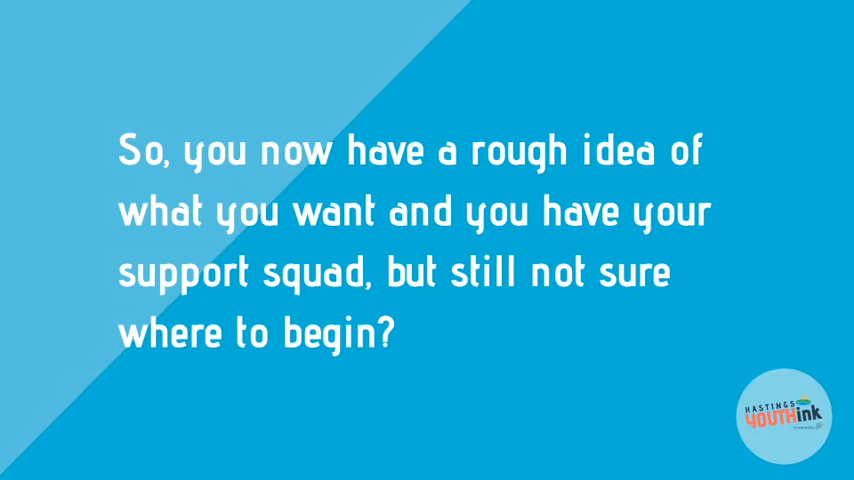 So, you now have a rough idea of
what you want and you have your
support squad, but still not sure
where to begin?
HASTINGS
YOUTHink